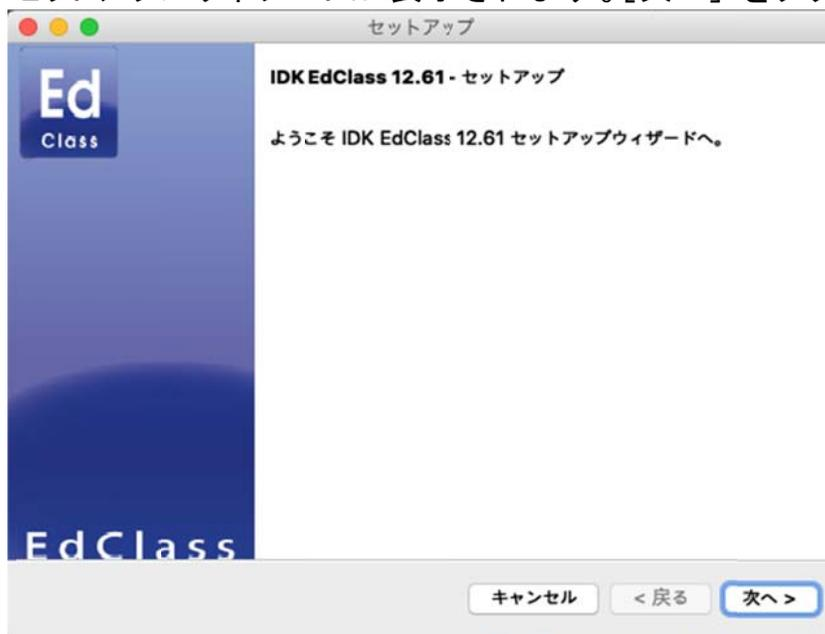 セットアップ
Ed
Class
IDK EdClass 12.61 - セットアップ
ようこそ IDK EdClass 12.61 セットアップウィザードへ。
EdClass
キャンセル
< 戻る
次へ >